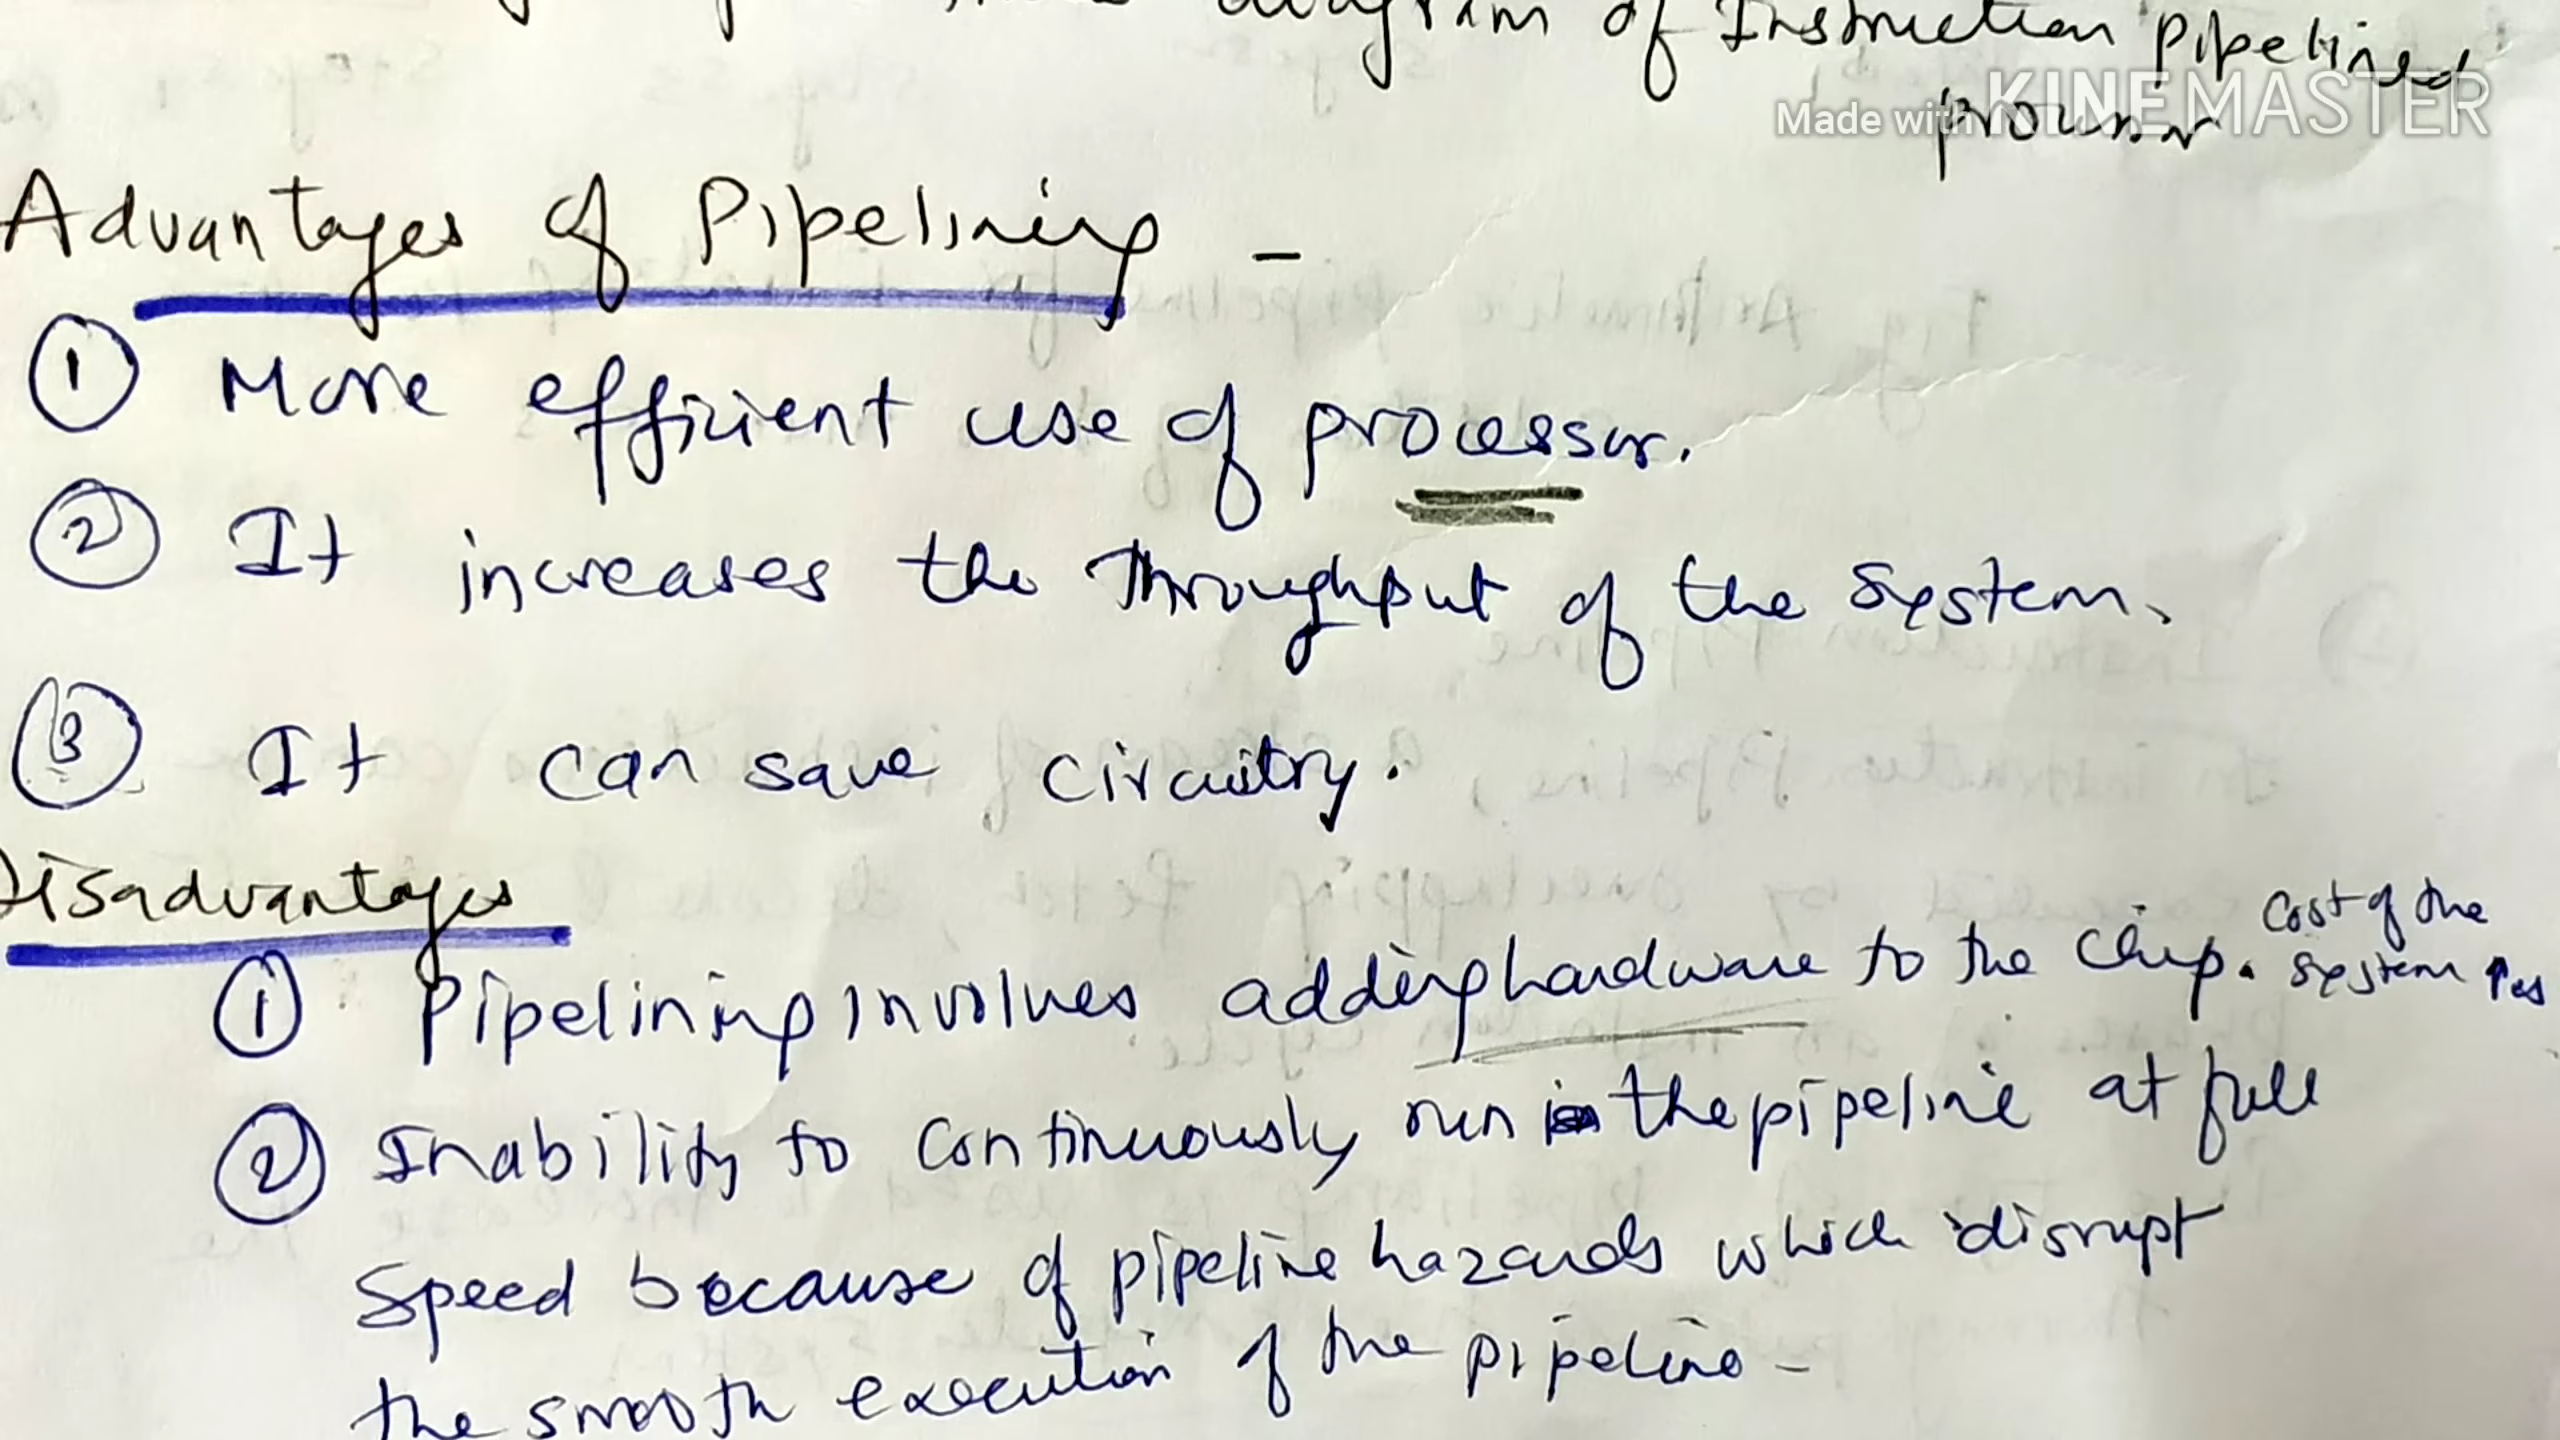 diagram of Instruction pipelined
processor
Made with KINEMASTER
Advantages of Pipelining -
① More efficient use of processor.
② It increases the Throughput of the system.
③ It can save circuitry.
Disadvantages
① Pipelining involves adding hardware to the chip. Cost of the
system ↑es
② Inability to continuously run the pipeline at full
speed because of pipeline hazards which disrupt
the smooth execution of the pipeline -